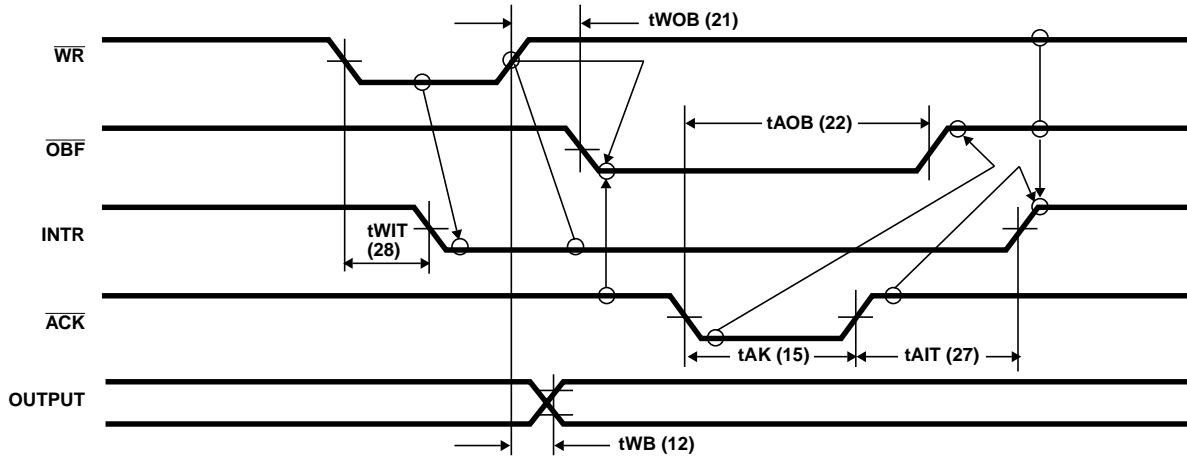 tWOB (21)
WR
OBF
tAOB (22)
INTR
tWIT
(28)
ACK
tAK (15)
tAIT (27)
OUTPUT
tWB (12)